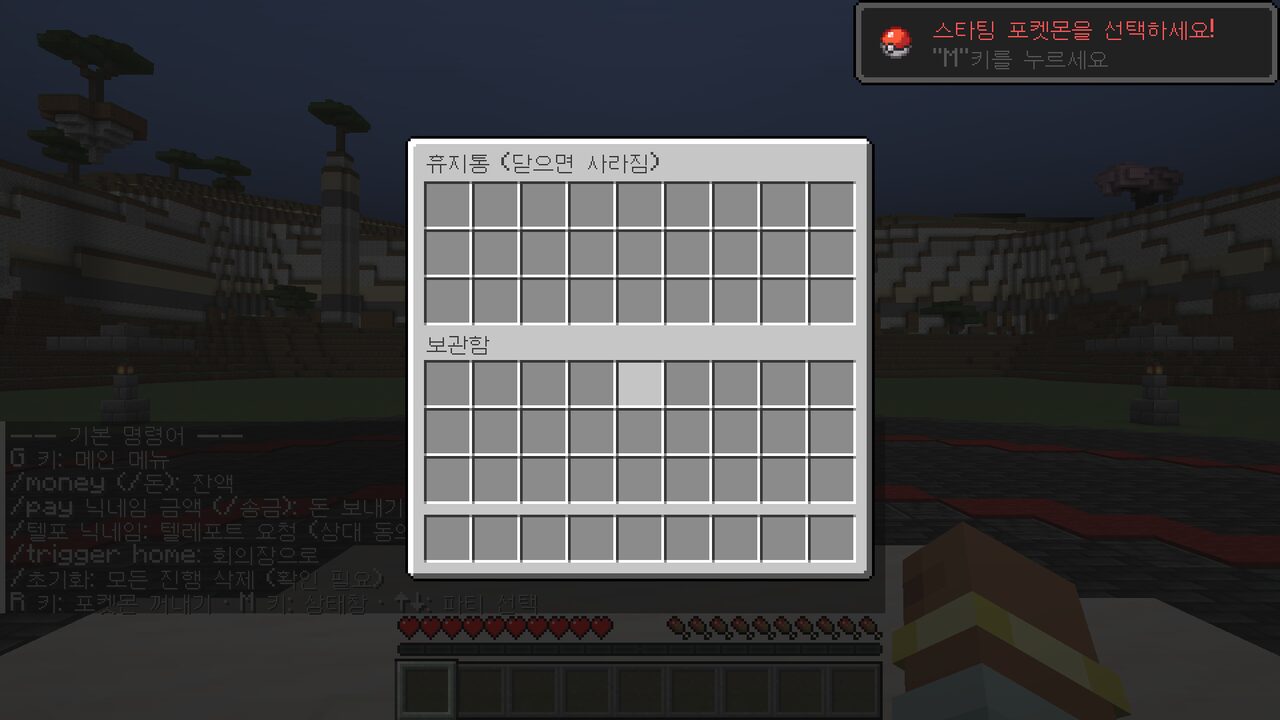 스타팅 포켓몬을 선택하세요!
"M"키를 누르세요
휴지통 (닫으면 사라짐)
보관함
―― 기본 명령어 ――
G 키: 메인 메뉴
/money (/돈): 잔액
/pay 닉네임 금액 (/송금): 돈 보내기
/텔포 닉네임: 텔레포트 요청 (상대 동의
/trigger home: 회의장으로
/초기화: 모든 진행 삭제 (확인 필요)
R 키: 포켓몬 꺼내기 · M 키: 상태창 · ↑↓: 파티 선택